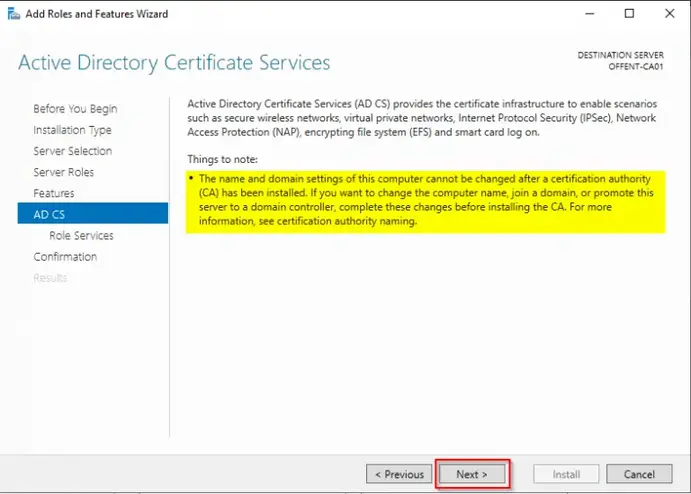 Add Roles and Features Wizard
Active Directory Certificate Services
DESTINATION SERVER
OFFENT-CA01
Before You Begin
Installation Type
Server Selection
Server Roles
Features
AD CS
Role Services
Confirmation
Results
Active Directory Certificate Services (AD CS) provides the certificate infrastructure to enable scenarios
such as secure wireless networks, virtual private networks, Internet Protocol Security (IPSec), Network
Access Protection (NAP), encrypting file system (EFS) and smart card log on.
Things to note:
• The name and domain settings of this computer cannot be changed after a certification authority
(CA) has been installed. If you want to change the computer name, join a domain, or promote this
server to a domain controller, complete these changes before installing the CA. For more
information, see certification authority naming.
< Previous
Next >
Install
Cancel